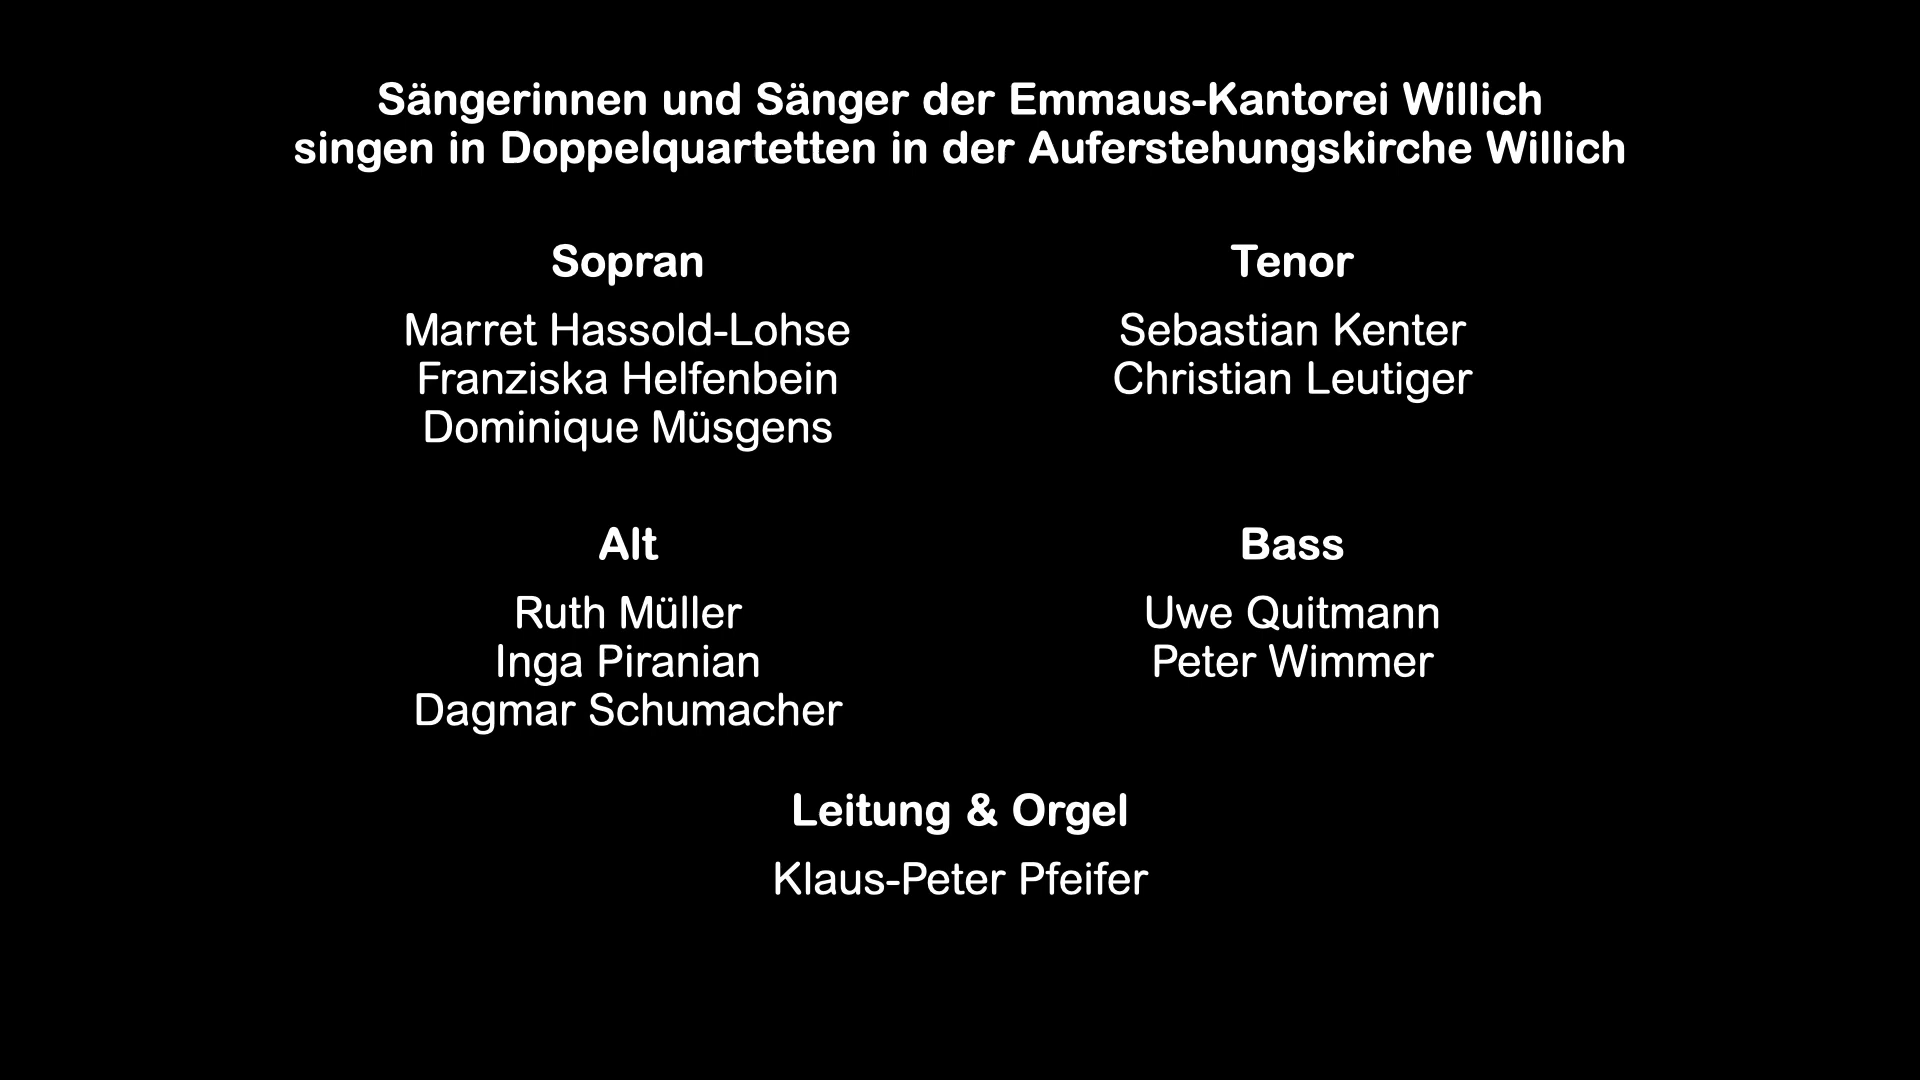 Sängerinnen und Sänger der Emmaus-Kantorei Willich
singen in Doppelquartetten in der Auferstehungskirche Willich
Sopran
Marret Hassold-Lohse
Franziska Helfenbein
Dominique Müsgens
Tenor
Sebastian Kenter
Christian Leutiger
Alt
Ruth Müller
Inga Piranian
Dagmar Schumacher
Bass
Uwe Quitmann
Peter Wimmer
Leitung & Orgel
Klaus-Peter Pfeifer